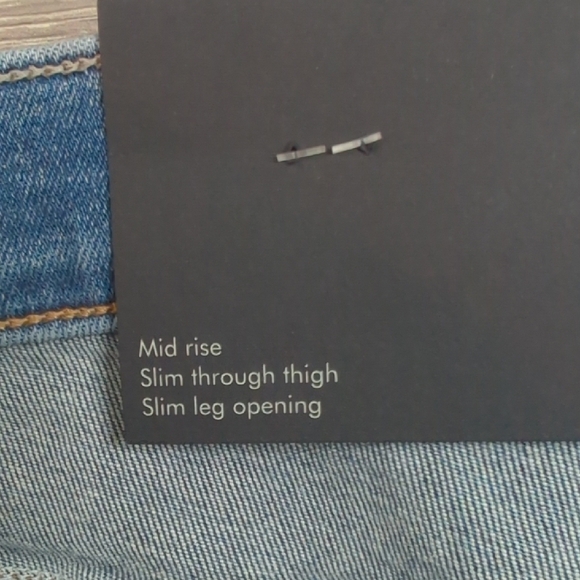 Mid rise
Slim through thigh
Slim leg opening